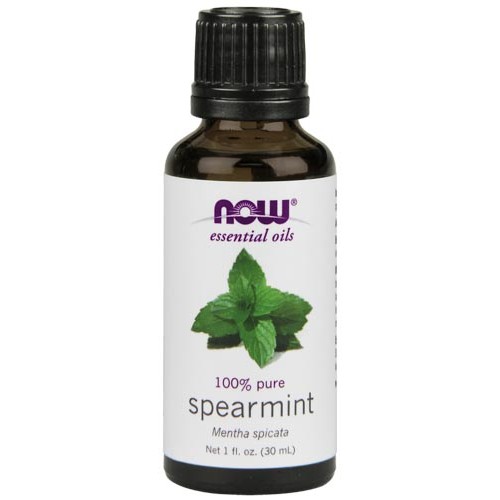 NOW®
essential oils
100% pure
spearmint
Mentha spicata
Net 1 fl. oz. (30 mL)